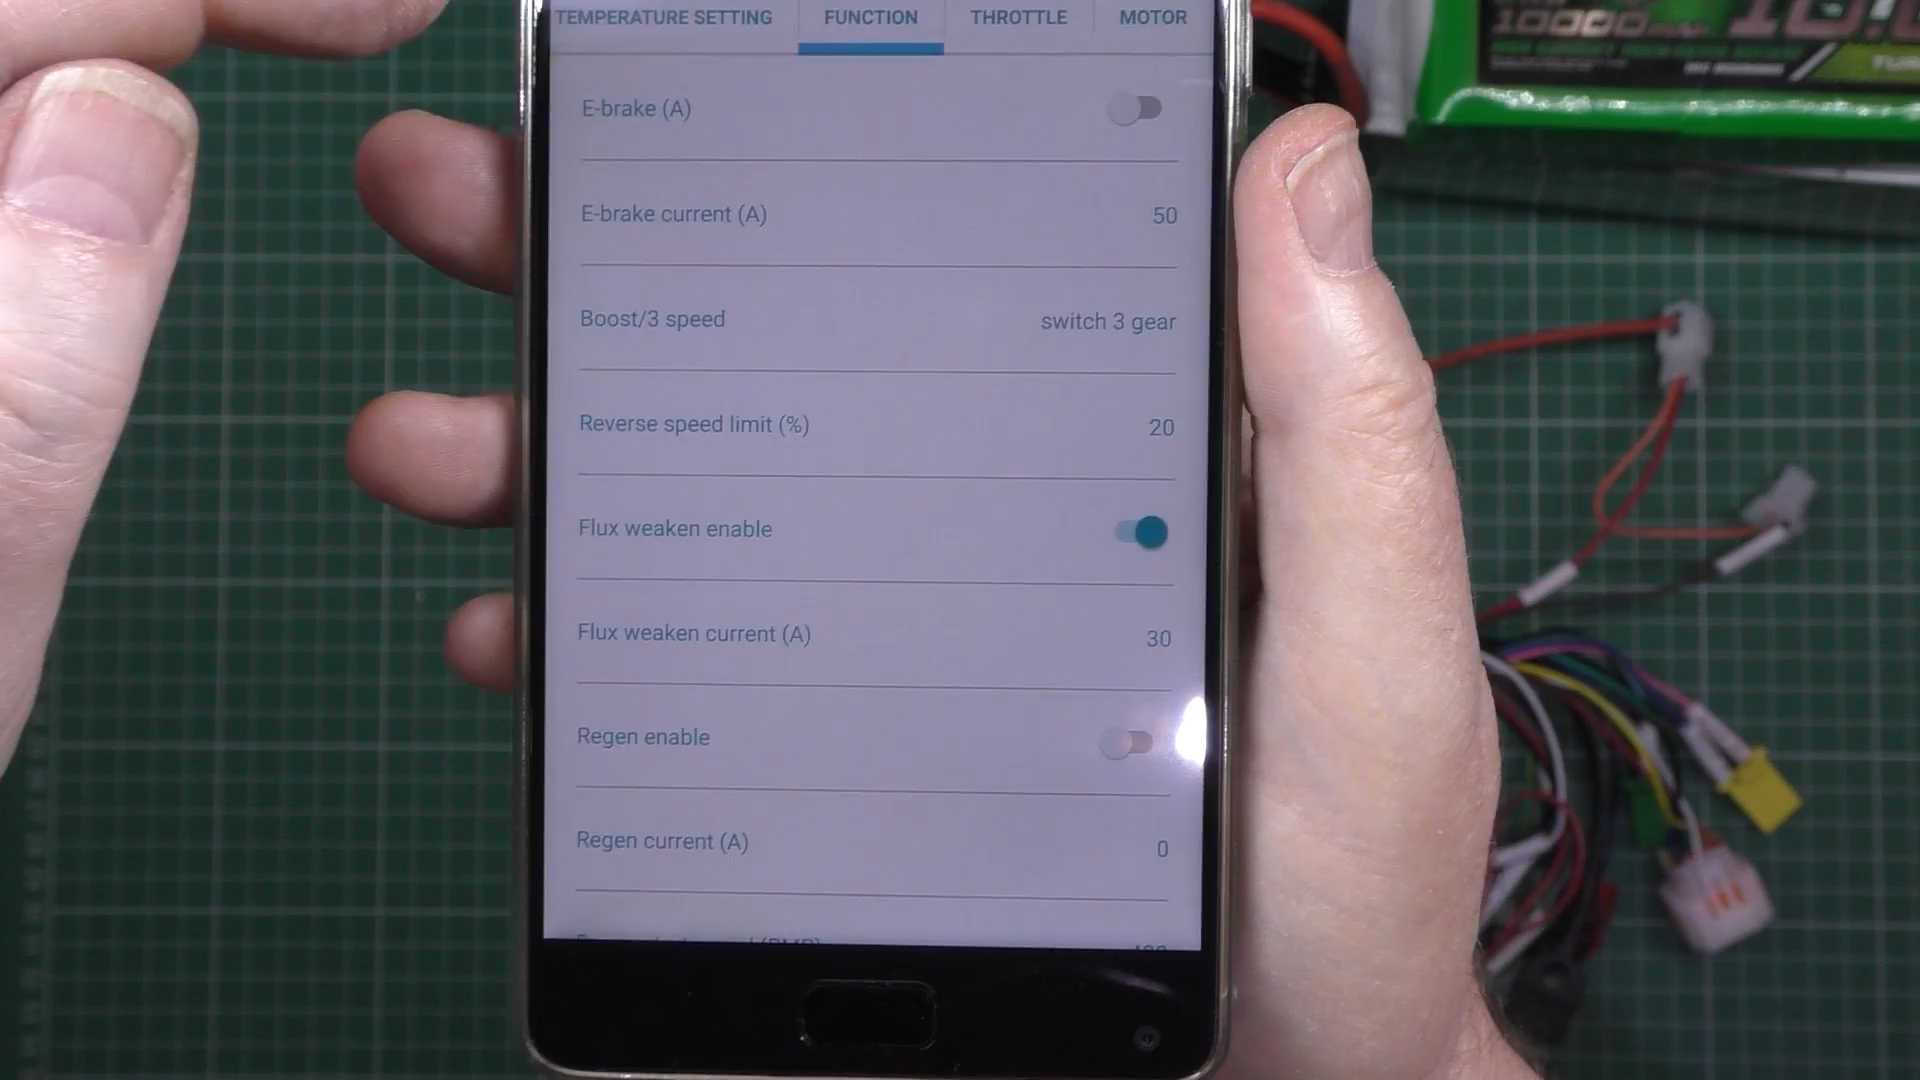 TEMPERATURE SETTING FUNCTION THROTTLE MOTOR
E-brake (A)
E-brake current (A) 50
Boost/3 speed switch 3 gear
Reverse speed limit (%) 20
Flux weaken enable
Flux weaken current (A) 30
Regen enable
Regen current (A) 0
10000